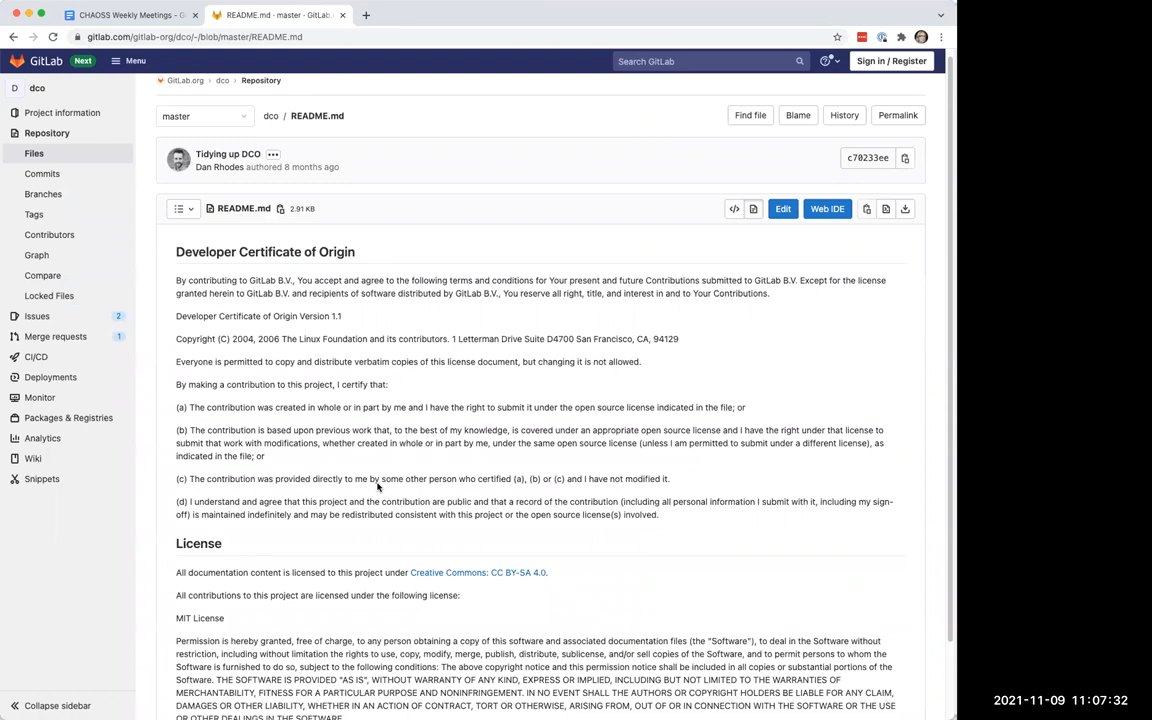 CHAOSS Weekly Meetings - G
README.md · master · GitLab.
gitlab.com/gitlab-org/dco/-/blob/master/README.md
GitLab Next Menu Search GitLab Sign in / Register
D dco
Project information
Repository
Files
Commits
Branches
Tags
Contributors
Graph
Compare
Locked Files
Issues 2
Merge requests 1
CI/CD
Deployments
Monitor
Packages & Registries
Analytics
Wiki
Snippets
Collapse sidebar
GitLab.org › dco › Repository
master dco / README.md Find file Blame History Permalink
Tidying up DCO
Dan Rhodes authored 8 months ago
c70233ee
README.md 2.91 KB Edit Web IDE
Developer Certificate of Origin
By contributing to GitLab B.V., You accept and agree to the following terms and conditions for Your present and future Contributions submitted to GitLab B.V. Except for the license
granted herein to GitLab B.V. and recipients of software distributed by GitLab B.V., You reserve all right, title, and interest in and to Your Contributions.
Developer Certificate of Origin Version 1.1
Copyright (C) 2004, 2006 The Linux Foundation and its contributors. 1 Letterman Drive Suite D4700 San Francisco, CA, 94129
Everyone is permitted to copy and distribute verbatim copies of this license document, but changing it is not allowed.
By making a contribution to this project, I certify that:
(a) The contribution was created in whole or in part by me and I have the right to submit it under the open source license indicated in the file; or
(b) The contribution is based upon previous work that, to the best of my knowledge, is covered under an appropriate open source license and I have the right under that license to
submit that work with modifications, whether created in whole or in part by me, under the same open source license (unless I am permitted to submit under a different license), as
indicated in the file; or
(c) The contribution was provided directly to me by some other person who certified (a), (b) or (c) and I have not modified it.
(d) I understand and agree that this project and the contribution are public and that a record of the contribution (including all personal information I submit with it, including my sign-
off) is maintained indefinitely and may be redistributed consistent with this project or the open source license(s) involved.
License
All documentation content is licensed to this project under Creative Commons: CC BY-SA 4.0.
All contributions to this project are licensed under the following license:
MIT License
Permission is hereby granted, free of charge, to any person obtaining a copy of this software and associated documentation files (the "Software"), to deal in the Software without
restriction, including without limitation the rights to use, copy, modify, merge, publish, distribute, sublicense, and/or sell copies of the Software, and to permit persons to whom the
Software is furnished to do so, subject to the following conditions: The above copyright notice and this permission notice shall be included in all copies or substantial portions of the
Software. THE SOFTWARE IS PROVIDED "AS IS", WITHOUT WARRANTY OF ANY KIND, EXPRESS OR IMPLIED, INCLUDING BUT NOT LIMITED TO THE WARRANTIES OF
MERCHANTABILITY, FITNESS FOR A PARTICULAR PURPOSE AND NONINFRINGEMENT. IN NO EVENT SHALL THE AUTHORS OR COPYRIGHT HOLDERS BE LIABLE FOR ANY CLAIM,
DAMAGES OR OTHER LIABILITY, WHETHER IN AN ACTION OF CONTRACT, TORT OR OTHERWISE, ARISING FROM, OUT OF OR IN CONNECTION WITH THE SOFTWARE OR THE USE
OR OTHER DEALINGS IN THE SOFTWARE.
2021-11-09 11:07:32